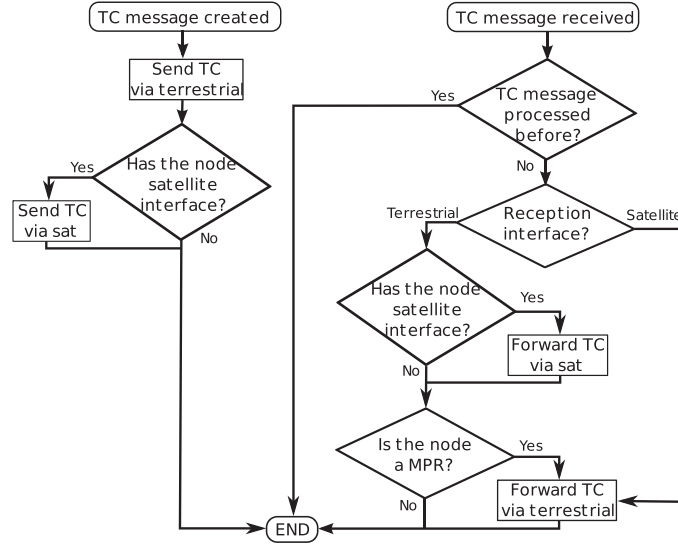 TC message created
Send TC
via terrestrial
Has the node
satellite
interface?
Yes
Send TC
via sat
No
TC message received
TC message
processed
before?
Yes
No
Reception
interface?
Terrestrial
Satellite
Has the node
satellite
interface?
Yes
Forward TC
via sat
No
Is the node
a MPR?
Yes
Forward TC
via terrestrial
No
END